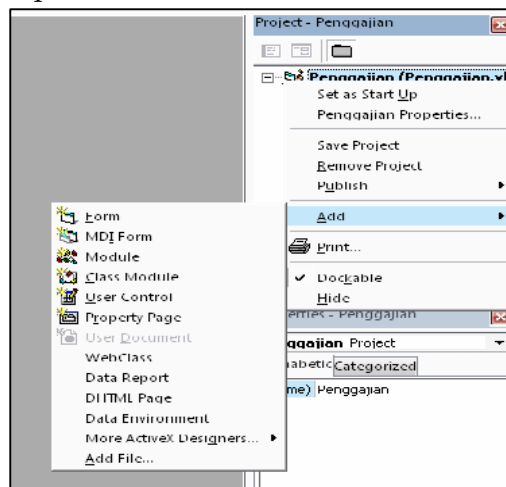 Project - Penggajian
Penggajian (Penggajian.v
Set as Start Up
Penggajian Properties...
Save Project
Remove Project
Publish
Add
Print...
Dockable
Hide
Form
MDI Form
Module
Class Module
User Control
Property Page
User Document
WebClass
Data Report
DHTML Page
Data Environment
More ActiveX Designers...
Add File...
erties - Penggajian
ggajian Project
habetic Categorized
me) Penggajian